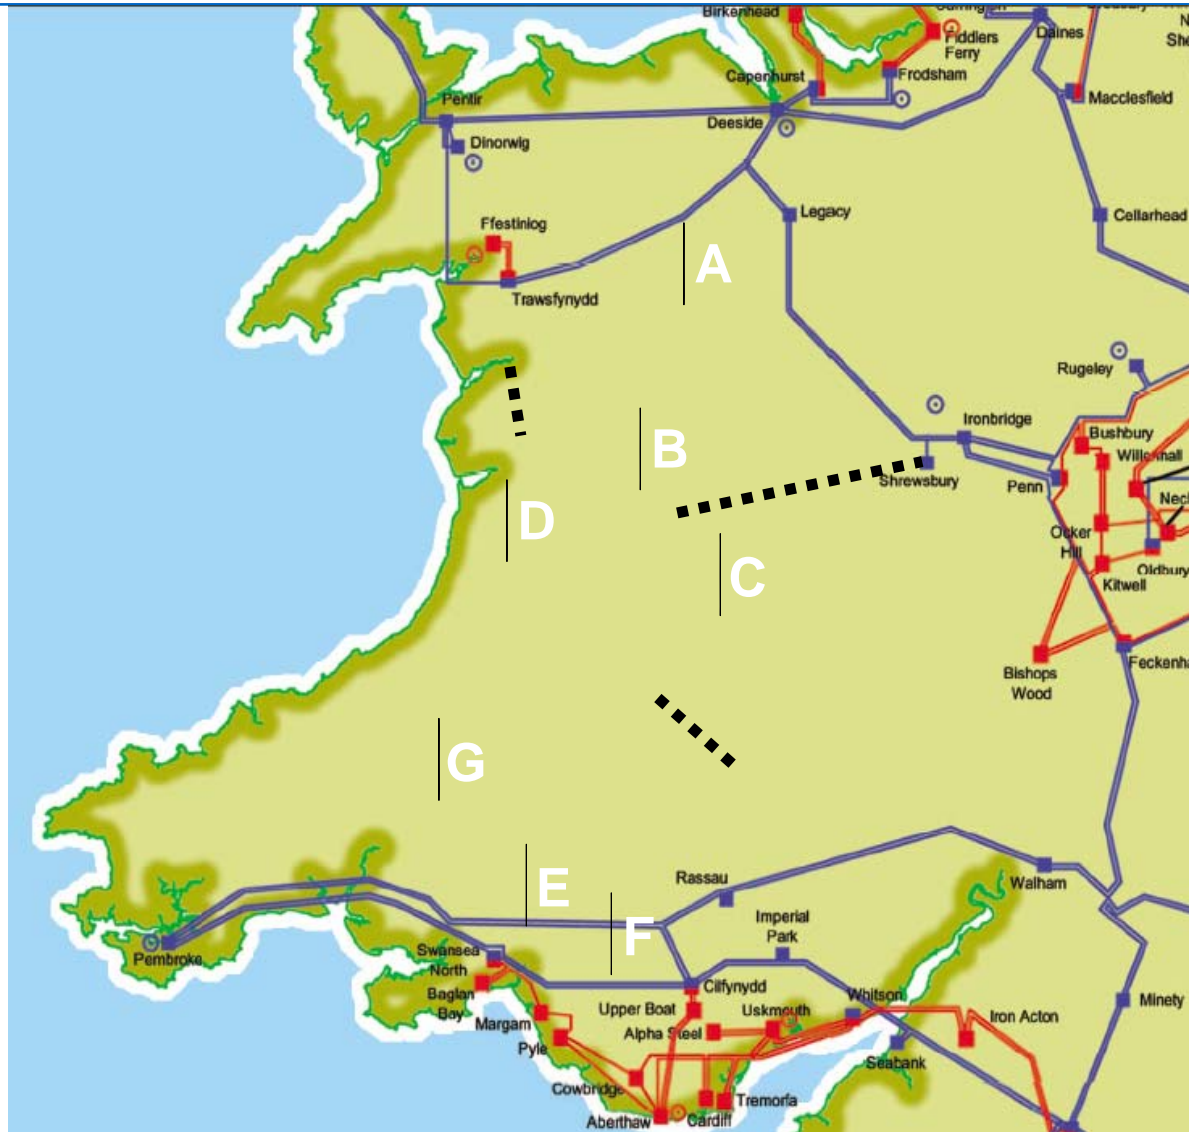 Birkenhead
Fiddlers
Ferry
Daines
Capenhurst
Frodsham
Macclesfield
Pentir
Deeside
Dinorwig
Legacy
Cellarhead
Ffestiniog
A
Trawsfynydd
Rugeley
Ironbridge
Bushbury
B
Shrewsbury
Penn
D
Ocker
Hill
C
Oldbury
Kitwell
Bishops
Wood
G
Rassau
Walham
E
Imperial
Park
F
Swansea
North
Pembroke
Cilfynydd
Baglan
Bay
Whitson
Minety
Upper Boat
Uskmouth
Iron Acton
Margam
Alpha Steel
Pyle
Seabank
Cowbridge
Tremorfa
Aberthaw
Cardiff